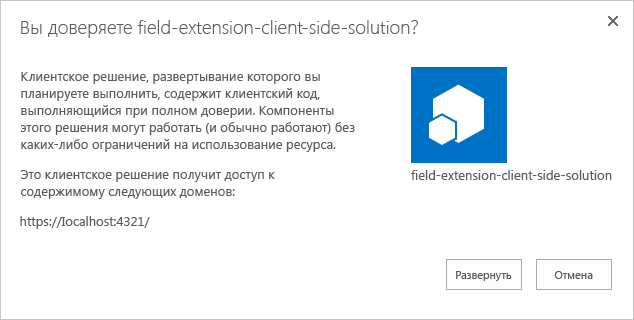 Вы доверяете field-extension-client-side-solution?
Клиентское решение, развертывание которого вы
планируете выполнить, содержит клиентский код,
выполняющийся при полном доверии. Компоненты
этого решения могут работать (и обычно работают) без
каких-либо ограничений на использование ресурса.
Это клиентское решение получит доступ к
содержимому следующих доменов:
https://localhost:4321/
field-extension-client-side-solution
Развернуть
Отмена